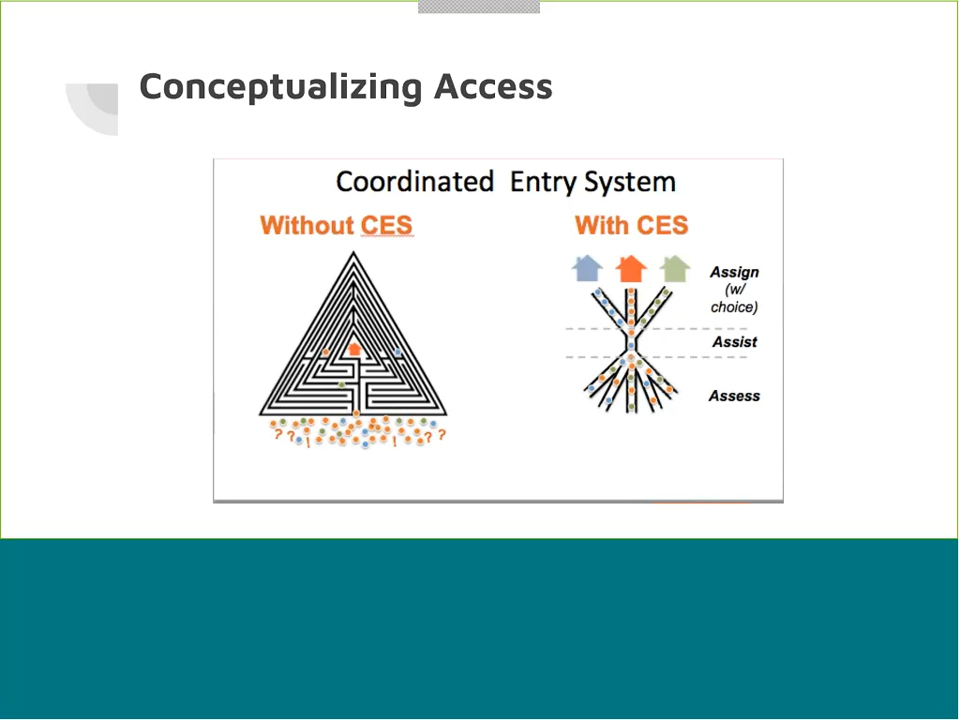 Conceptualizing Access
Coordinated Entry System
Without CES
With CES
Assign
(w/
choice)
Assist
Assess
? ? ! ! ? ?